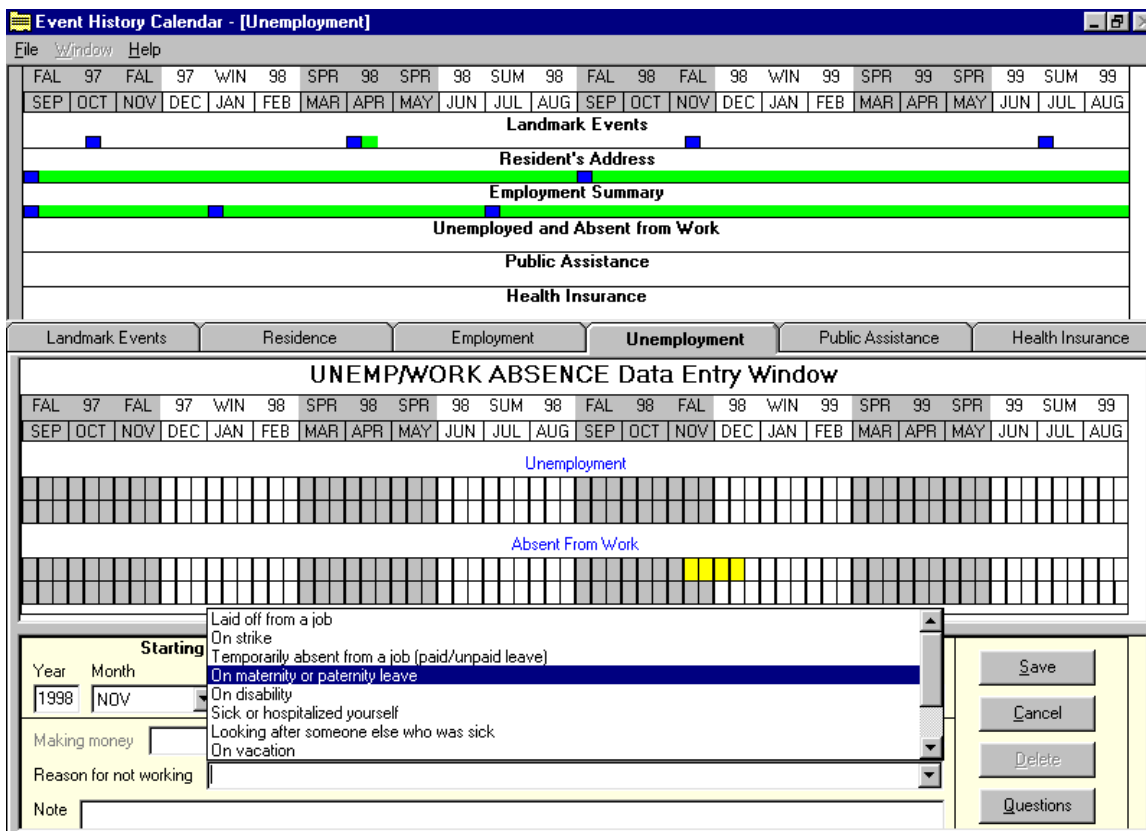 Event History Calendar - [Unemployment]
File Window Help
FAL 97 FAL 97 WIN 98 SPR 98 SPR 98 SUM 98 FAL 98 FAL 98 WIN 99 SPR 99 SPR 99 SUM 99
SEP OCT NOV DEC JAN FEB MAR APR MAY JUN JUL AUG SEP OCT NOV DEC JAN FEB MAR APR MAY JUN JUL AUG
Landmark Events
Resident's Address
Employment Summary
Unemployed and Absent from Work
Public Assistance
Health Insurance
Landmark Events Residence Employment Unemployment Public Assistance Health Insurance
UNEMP/WORK ABSENCE Data Entry Window
FAL 97 FAL 97 WIN 98 SPR 98 SPR 98 SUM 98 FAL 98 FAL 98 WIN 99 SPR 99 SPR 99 SUM 99
SEP OCT NOV DEC JAN FEB MAR APR MAY JUN JUL AUG SEP OCT NOV DEC JAN FEB MAR APR MAY JUN JUL AUG
Unemployment
Absent From Work
Laid off from a job
On strike
Temporarily absent from a job (paid/unpaid leave)
On maternity or paternity leave
On disability
Sick or hospitalized yourself
Looking after someone else who was sick
On vacation
Starting
Year Month
1998 NOV
Making money
Reason for not working
Note
Save
Cancel
Delete
Questions